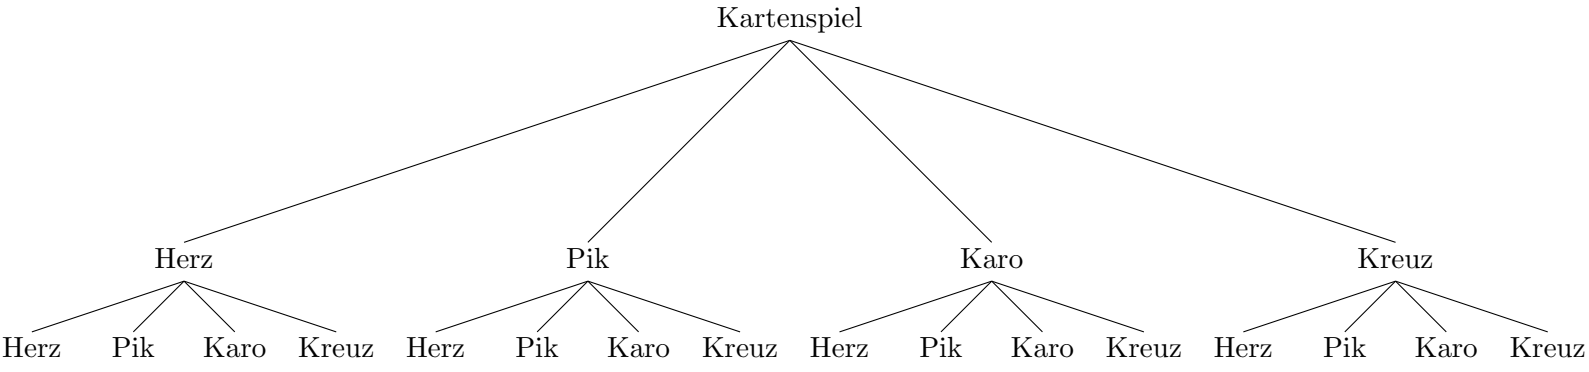 Kartenspiel
Herz Pik Karo Kreuz
Herz Pik Karo Kreuz Herz Pik Karo Kreuz Herz Pik Karo Kreuz Herz Pik Karo Kreuz